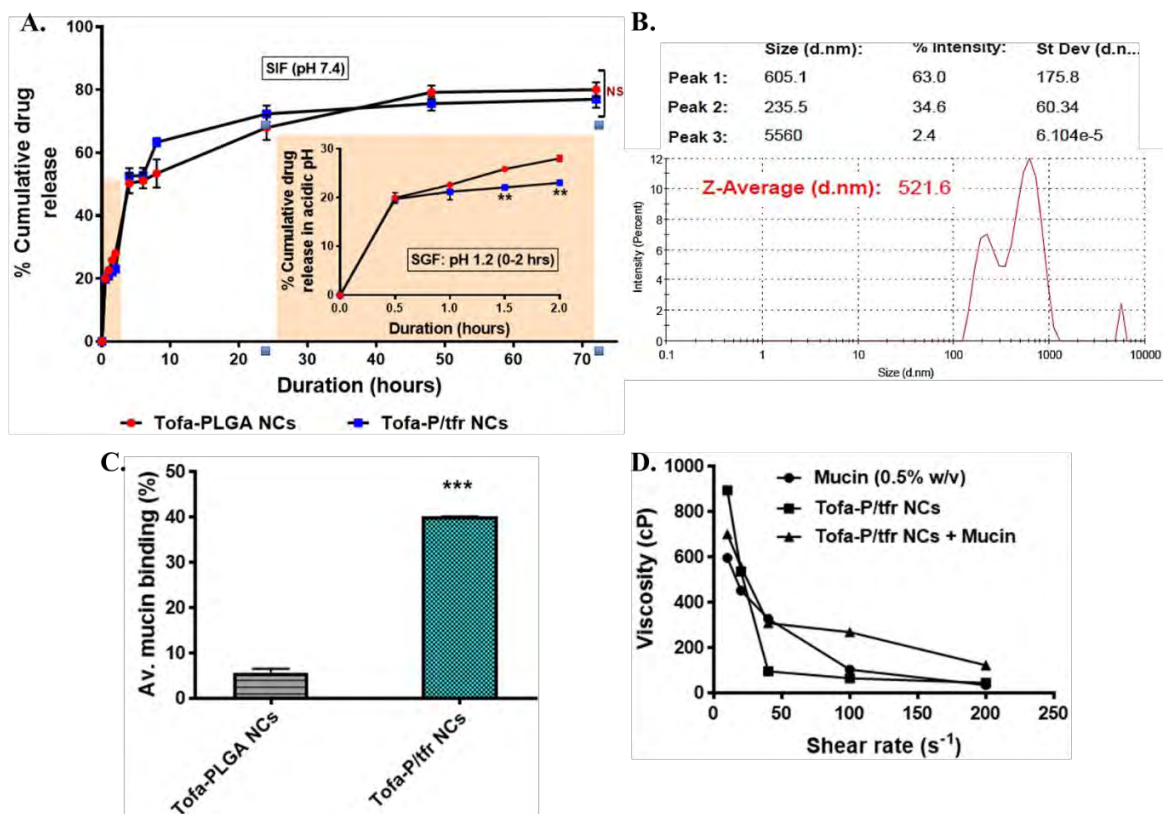 A.
100
80
60
40
20
0
% Cumulative drug
release
SIF (pH 7.4)
NS
% Cumulative drug
release in acidic pH
30
20
10
0
**
**
SGF: pH 1.2 (0-2 hrs)
0.0 0.5 1.0 1.5 2.0
Duration (hours)
0 10 20 30 40 50 60 70
Duration (hours)
Tofa-PLGA NCs Tofa-P/tfr NCs
B.
Size (d.nm): % Intensity: St Dev (d.n...
Peak 1: 605.1 63.0 175.8
Peak 2: 235.5 34.6 60.34
Peak 3: 5560 2.4 6.104e-5
Z-Average (d.nm): 521.6
Intensity (Percent)
12
10
8
6
4
2
0
0.1 1 10 100 1000 10000
Size (d.nm)
C.
Av. mucin binding (%)
50
40
30
20
10
0
***
Tofa-PLGA NCs
Tofa-P/tfr NCs
D.
Viscosity (cP)
1000
800
600
400
200
0
Mucin (0.5% w/v)
Tofa-P/tfr NCs
Tofa-P/tfr NCs + Mucin
0 50 100 150 200 250
Shear rate (s⁻¹)